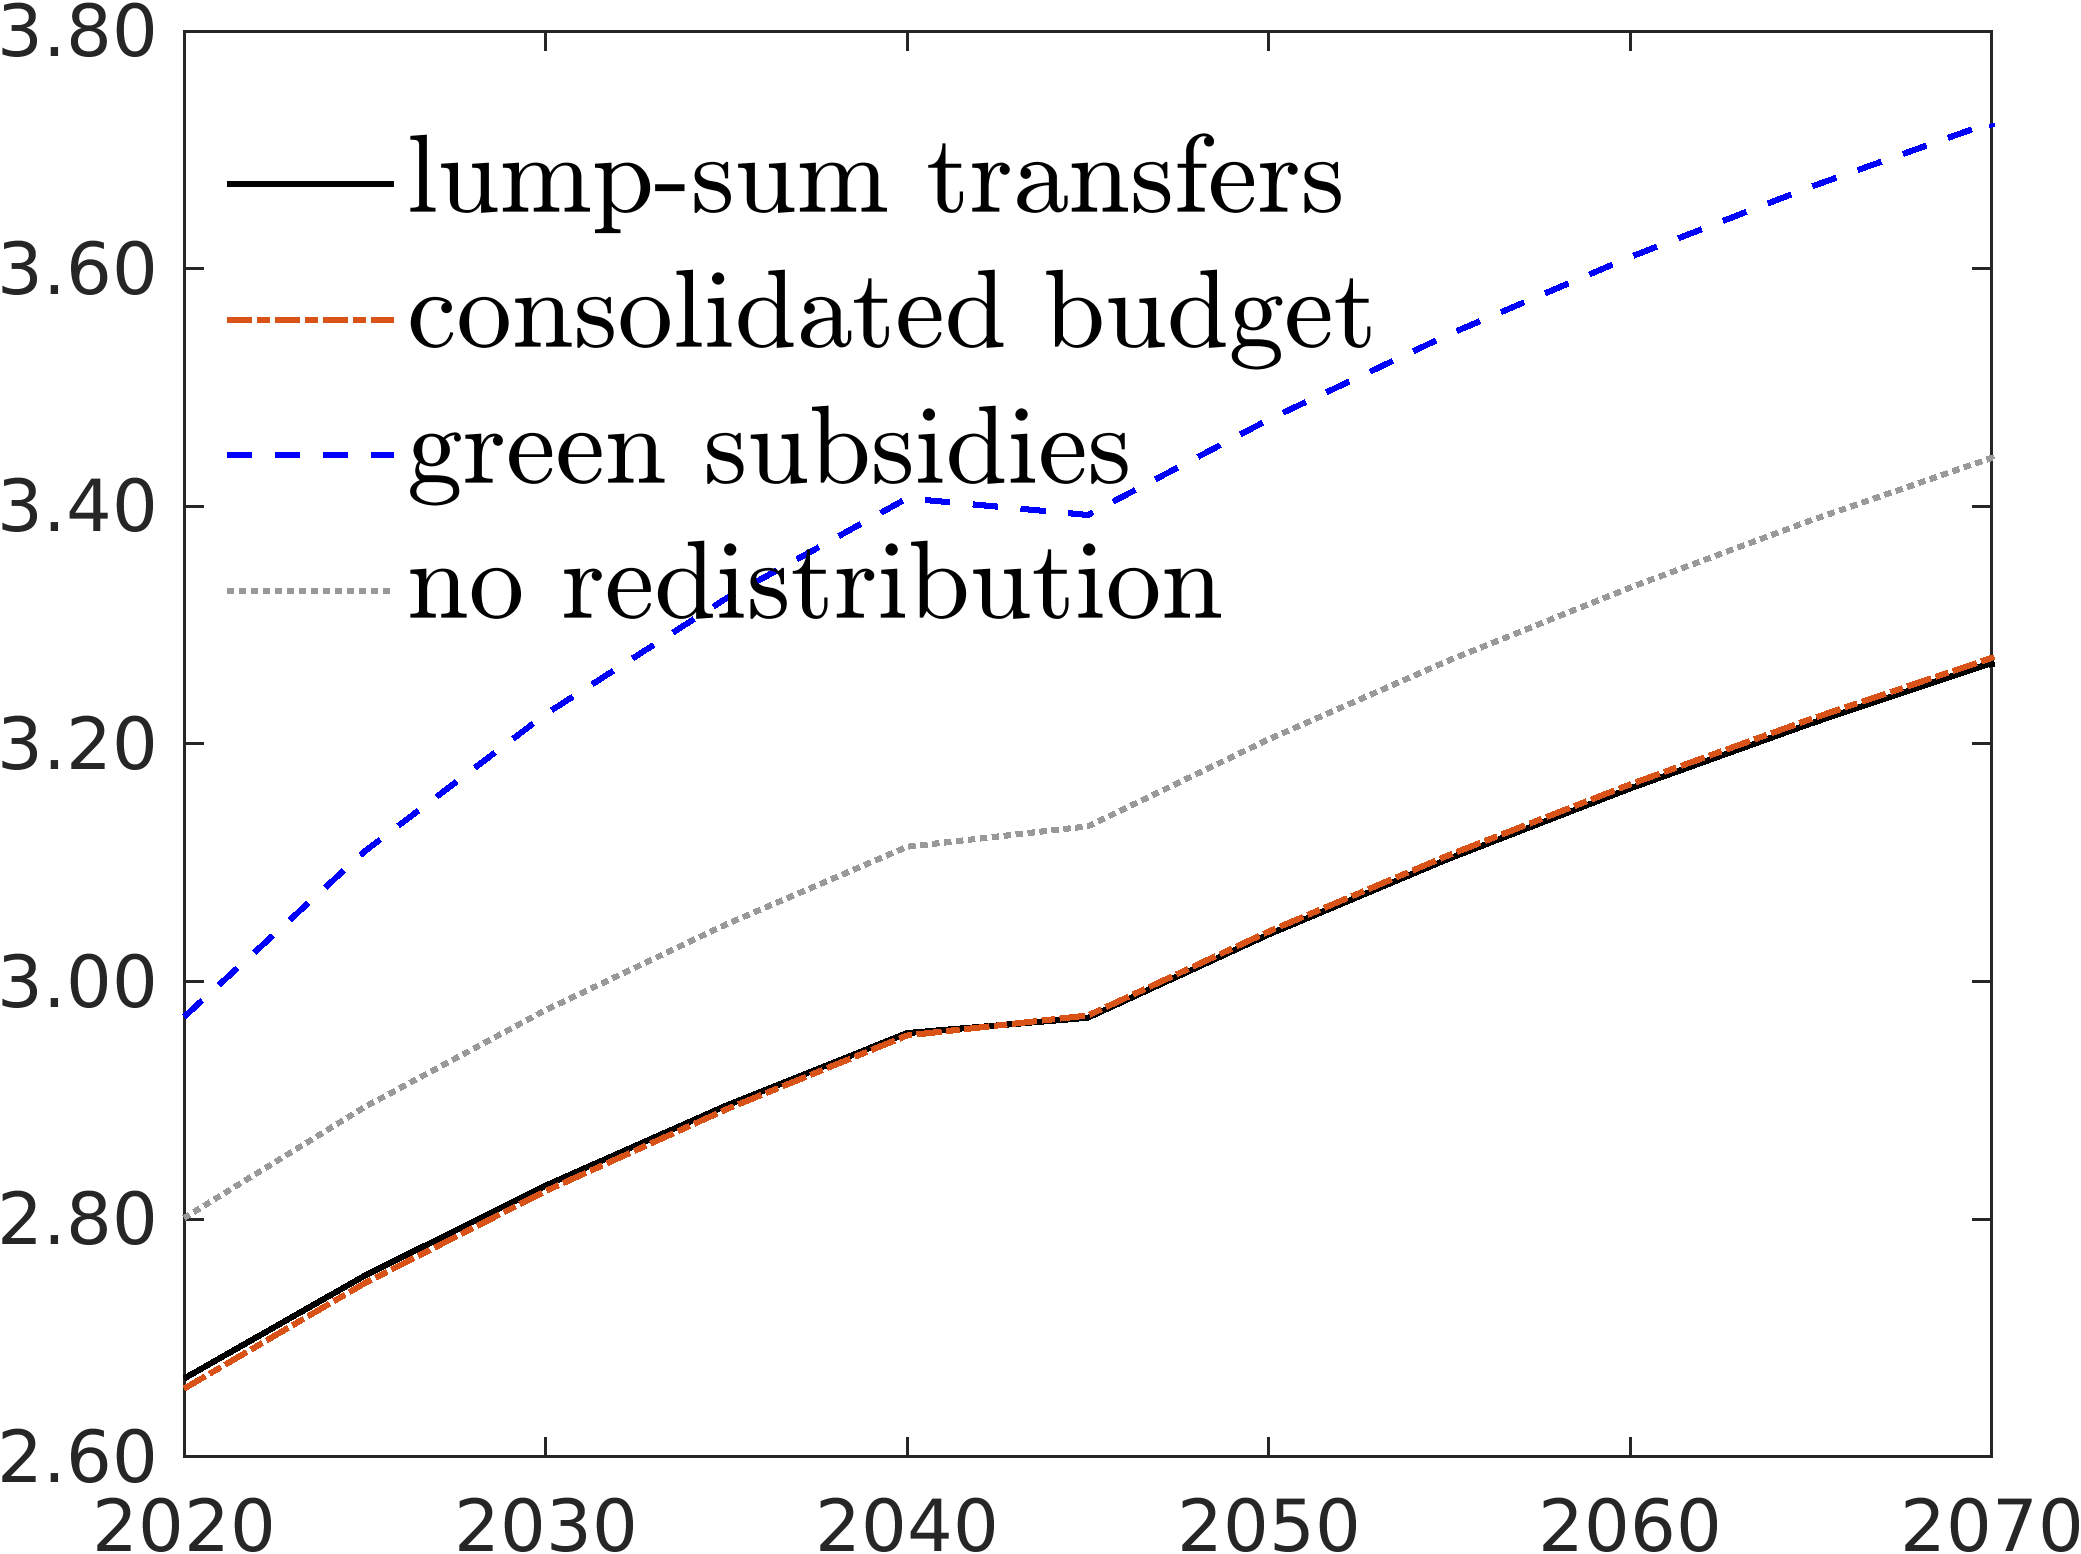 3.80
lump-sum transfers
3.60
consolidated budget
green subsidies
3.40
no redistribution
3.20
3.00
2.80
2.60
2020 2030 2040 2050 2060 2070